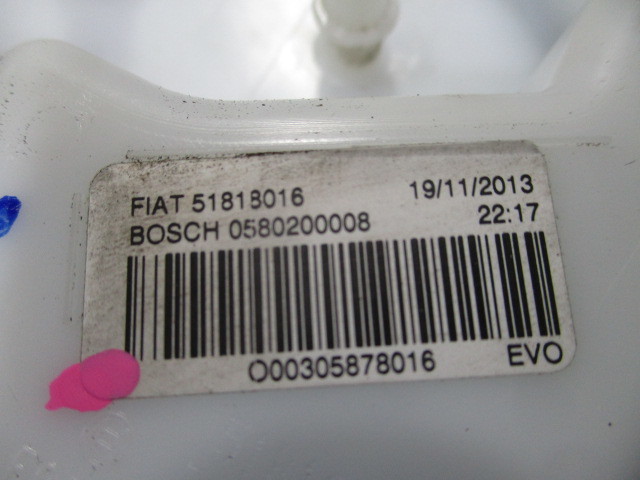 FIAT 51818016 19/11/2013
BOSCH 0580200008 22:17
O00305878016 EVO